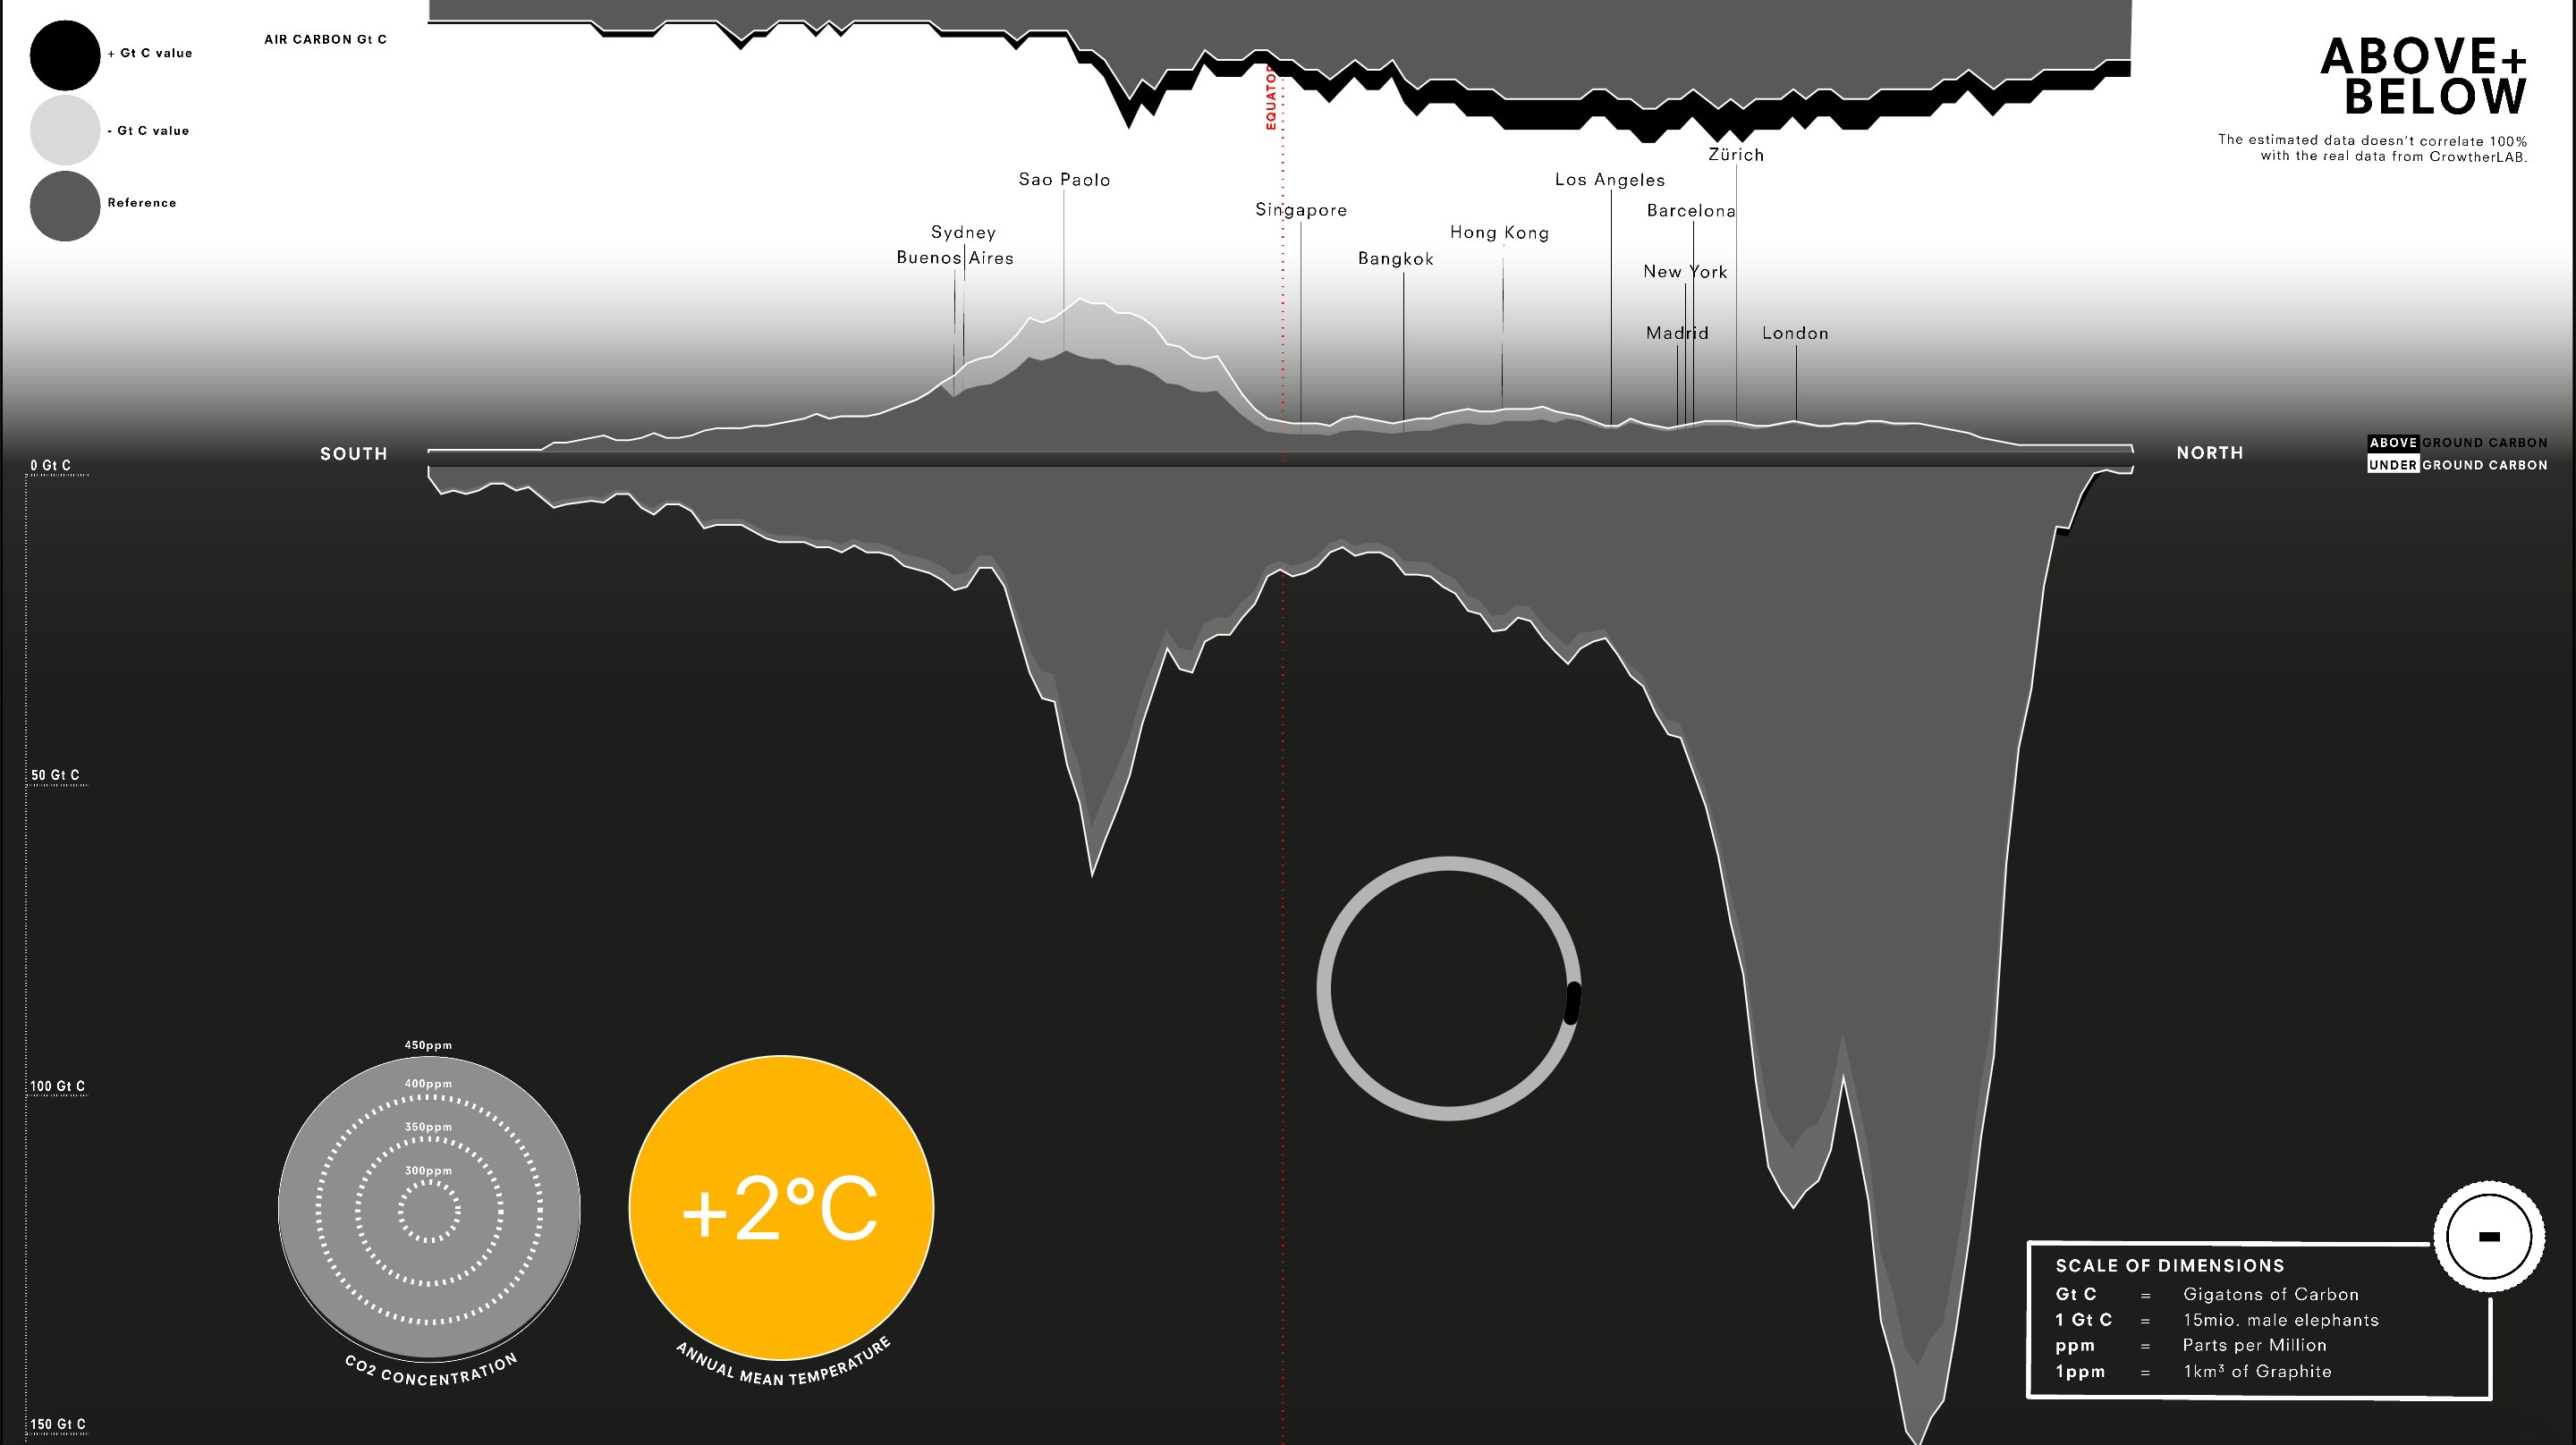 + Gt C value
- Gt C value
Reference
AIR CARBON Gt C
EQUATO
ABOVE+
BELOW
The estimated data doesn't correlate 100%
with the real data from CrowtherLAB.
Zürich
Sao Paolo
Los Angeles
Singapore
Barcelona
Sydney
Hong Kong
Buenos Aires
Bangkok
New York
Madrid
London
SOUTH
NORTH
ABOVE GROUND CARBON
UNDER GROUND CARBON
0 Gt C
50 Gt C
100 Gt C
150 Gt C
450ppm
400ppm
350ppm
300ppm
CO2 CONCENTRATION
+2°C
ANNUAL MEAN TEMPERATURE
-
SCALE OF DIMENSIONS
Gt C = Gigatons of Carbon
1 Gt C = 15mio. male elephants
ppm = Parts per Million
1ppm = 1km³ of Graphite